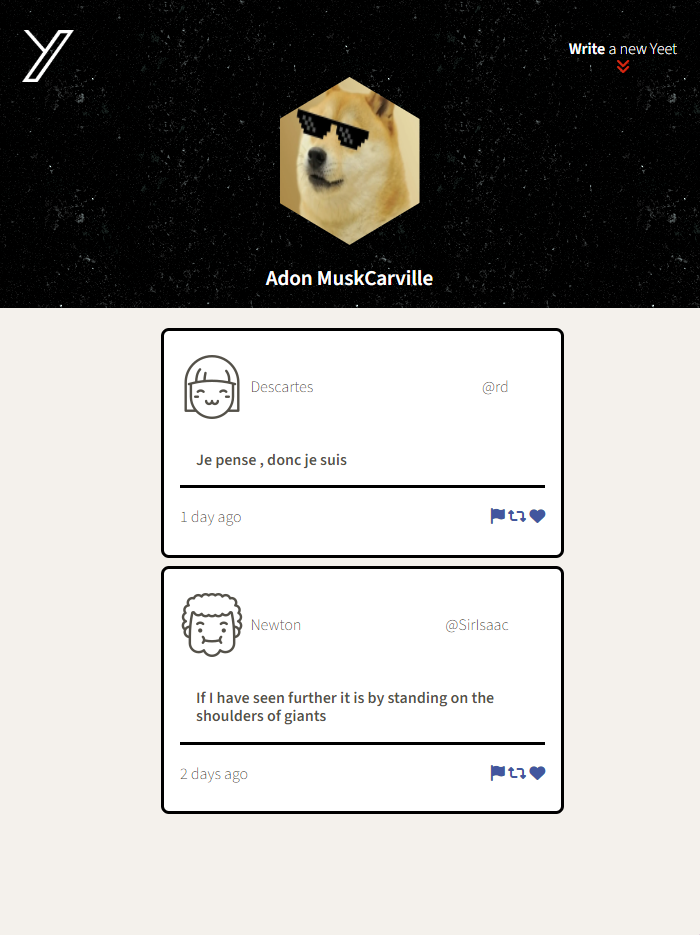 Y
Write a new Yeet
Adon MuskCarville
Descartes @rd
Je pense , donc je suis
1 day ago
Newton @SirIsaac
If I have seen further it is by standing on the
shoulders of giants
2 days ago